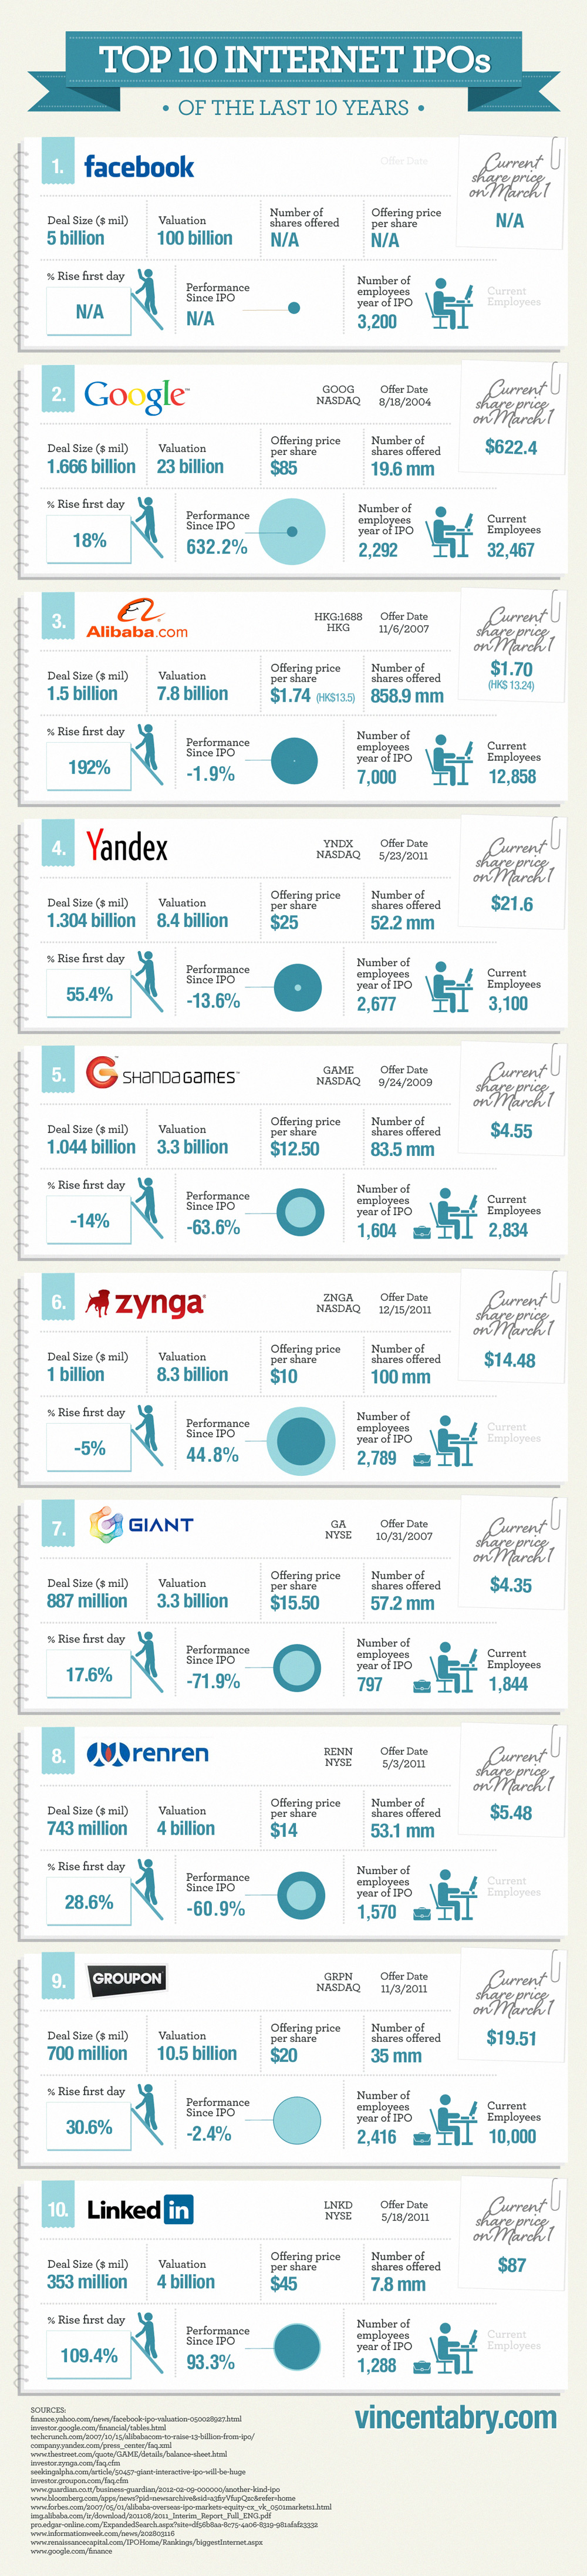 TOP 10 INTERNET IPOs
• OF THE LAST 10 YEARS •
1.
facebook
Offer Date
Current
share price
on March 1
N/A
Deal Size ($ mil)
5 billion
Valuation
100 billion
Number of
shares offered
N/A
Offering price
per share
N/A
% Rise first day
N/A
Performance
Since IPO
N/A
Number of
employees
year of IPO
3,200
Current
Employees
2.
Google™
GOOG
NASDAQ
Offer Date
8/18/2004
Current
share price
on March 1
$622.4
Deal Size ($ mil)
1.666 billion
Valuation
23 billion
Offering price
per share
$85
Number of
shares offered
19.6 mm
% Rise first day
18%
Performance
Since IPO
632.2%
Number of
employees
year of IPO
2,292
Current
Employees
32,467
3.
Alibaba.com
HKG:1688
HKG
Offer Date
11/6/2007
Current
share price
on March 1
$1.70
(HK$ 13.24)
Deal Size ($ mil)
1.5 billion
Valuation
7.8 billion
Offering price
per share
$1.74 (HK$13.5)
Number of
shares offered
858.9 mm
% Rise first day
192%
Performance
Since IPO
-1.9%
Number of
employees
year of IPO
7,000
Current
Employees
12,858
4.
Yandex
YNDX
NASDAQ
Offer Date
5/23/2011
Current
share price
on March 1
$21.6
Deal Size ($ mil)
1.304 billion
Valuation
8.4 billion
Offering price
per share
$25
Number of
shares offered
52.2 mm
% Rise first day
55.4%
Performance
Since IPO
-13.6%
Number of
employees
year of IPO
2,677
Current
Employees
3,100
5.
SHANDA GAMES™
GAME
NASDAQ
Offer Date
9/24/2009
Current
share price
on March 1
$4.55
Deal Size ($ mil)
1.044 billion
Valuation
3.3 billion
Offering price
per share
$12.50
Number of
shares offered
83.5 mm
% Rise first day
-14%
Performance
Since IPO
-63.6%
Number of
employees
year of IPO
1,604
Current
Employees
2,834
6.
zynga®
ZNGA
NASDAQ
Offer Date
12/15/2011
Current
share price
on March 1
$14.48
Deal Size ($ mil)
1 billion
Valuation
8.3 billion
Offering price
per share
$10
Number of
shares offered
100 mm
% Rise first day
-5%
Performance
Since IPO
44.8%
Number of
employees
year of IPO
2,789
Current
Employees
7.
GIANT
GA
NYSE
Offer Date
10/31/2007
Current
share price
on March 1
$4.35
Deal Size ($ mil)
887 million
Valuation
3.3 billion
Offering price
per share
$15.50
Number of
shares offered
57.2 mm
% Rise first day
17.6%
Performance
Since IPO
-71.9%
Number of
employees
year of IPO
797
Current
Employees
1,844
8.
renren
RENN
NYSE
Offer Date
5/3/2011
Current
share price
on March 1
$5.48
Deal Size ($ mil)
743 million
Valuation
4 billion
Offering price
per share
$14
Number of
shares offered
53.1 mm
% Rise first day
28.6%
Performance
Since IPO
-60.9%
Number of
employees
year of IPO
1,570
Current
Employees
9.
GROUPON
GRPN
NASDAQ
Offer Date
11/3/2011
Current
share price
on March 1
$19.51
Deal Size ($ mil)
700 million
Valuation
10.5 billion
Offering price
per share
$20
Number of
shares offered
35 mm
% Rise first day
30.6%
Performance
Since IPO
-2.4%
Number of
employees
year of IPO
2,416
Current
Employees
10,000
10.
Linked in
LNKD
NYSE
Offer Date
5/18/2011
Current
share price
on March 1
$87
Deal Size ($ mil)
353 million
Valuation
4 billion
Offering price
per share
$45
Number of
shares offered
7.8 mm
% Rise first day
109.4%
Performance
Since IPO
93.3%
Number of
employees
year of IPO
1,288
Current
Employees
SOURCES:
finance.yahoo.com/news/facebook-ipo-valuation-050028927.html
investor.google.com/financial/tables.html
techcrunch.com/2007/10/15/alibabacom-to-raise-13-billion-from-ipo/
company.yandex.com/press_center/faq.xml
www.thestreet.com/quote/GAME/details/balance-sheet.html
investor.zynga.com/faq.cfm
seekingalpha.com/article/50457-giant-interactive-ipo-will-be-huge
investor.groupon.com/faq.cfm
www.guardian.co.tt/business-guardian/2012-02-09-000000/another-kind-ipo
www.bloomberg.com/apps/news?pid=newsarchive&sid=a3fiyVfupQzc&refer=home
www.forbes.com/2007/05/01/alibaba-overseas-ipo-markets-equity-cx_vk_0501markets1.html
img.alibaba.com/ir/download/201108/2011_Interim_Report_Full_ENG.pdf
pro.edgar-online.com/ExpandedSearch.aspx?site=df56b8aa-8c75-4a06-8319-981afaf23332
www.informationweek.com/news/202803116
www.renaissancecapital.com/IPOHome/Rankings/biggestInternet.aspx
www.google.com/finance
vincentabry.com